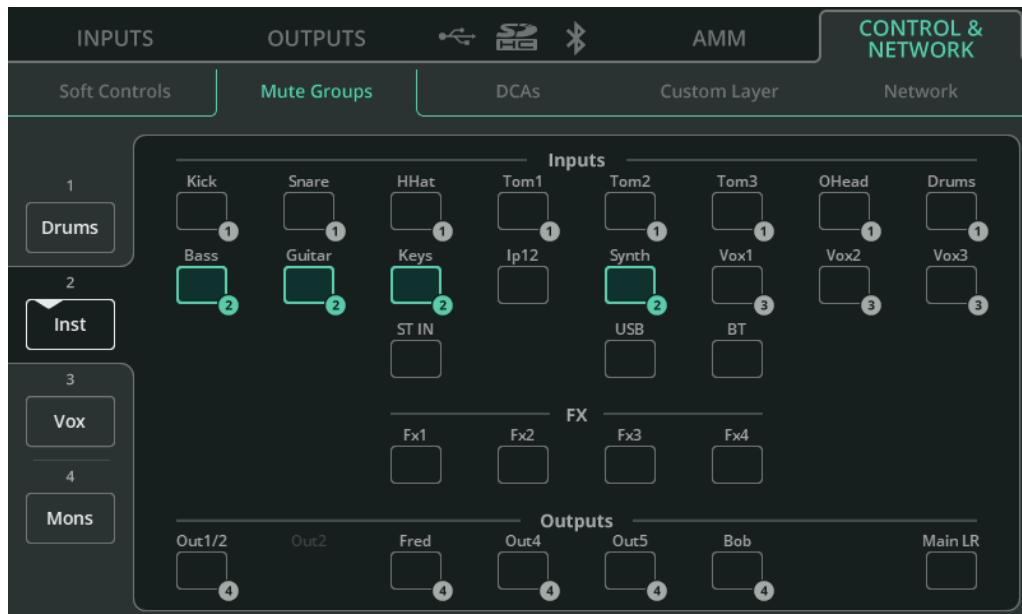 INPUTS OUTPUTS SD HC AMM CONTROL & NETWORK
Soft Controls Mute Groups DCAs Custom Layer Network
Inputs
1
Drums
2
Inst
3
Vox
4
Mons
Kick Snare HHat Tom1 Tom2 Tom3 OHead Drums
1 1 1 1 1 1 1 1
Bass Guitar Keys Ip12 Synth Vox1 Vox2 Vox3
2 2 2 2 3 3 3
ST IN USB BT
FX
Fx1 Fx2 Fx3 Fx4
Outputs
Out1/2 Out2 Fred Out4 Out5 Bob Main LR
4 4 4 4 4